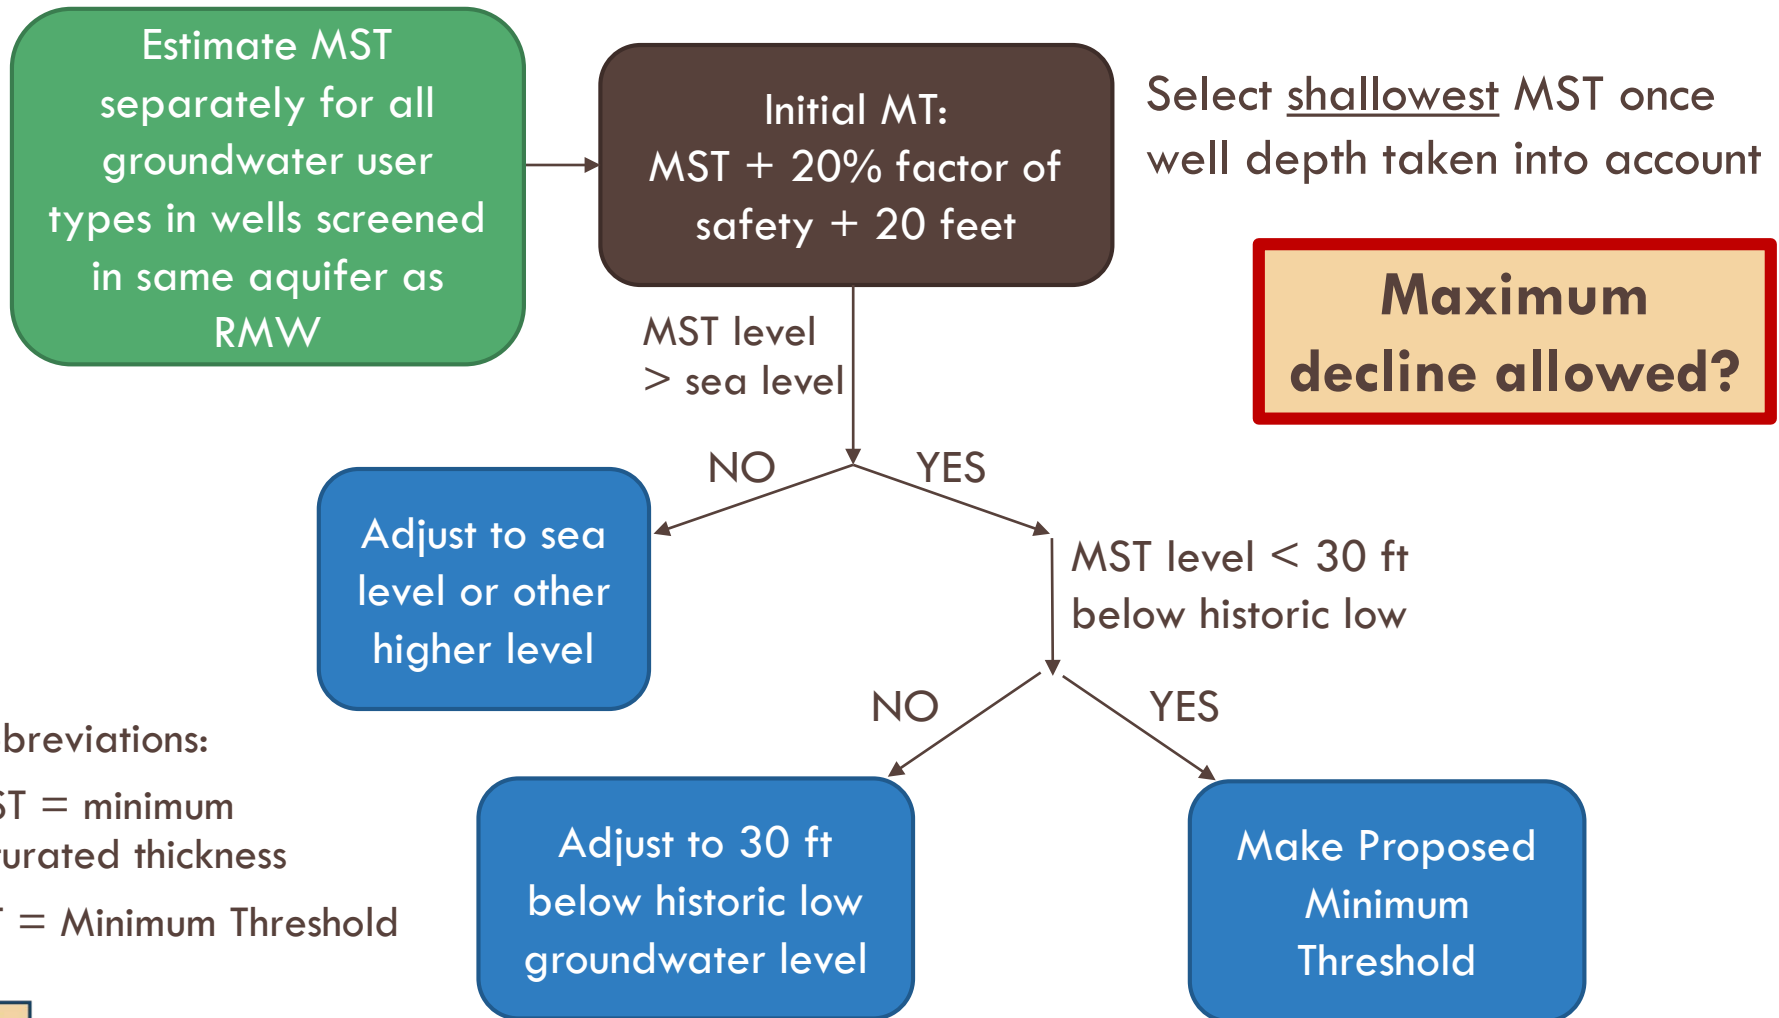 Estimate MST
separately for all
groundwater user
types in wells screened
in same aquifer as
RMW
Initial MT:
MST + 20% factor of
safety + 20 feet
Select shallowest MST once
well depth taken into account
Maximum
decline allowed?
MST level
> sea level
NO
YES
Adjust to sea
level or other
higher level
MST level < 30 ft
below historic low
NO
YES
Adjust to 30 ft
below historic low
groundwater level
Make Proposed
Minimum
Threshold
breviations:
ST = minimum
turated thickness
T = Minimum Threshold